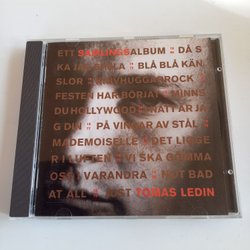 ETT SAMLINGSALBUM :: DÅ S
KA JAG SPELA :: BLÅ BLÅ KÄN
SLOR :: KNIVHUGGARROCK ::
FESTEN HAR BÖRJAT :: MINNS
DU HOLLYWOOD :: NATT ÄR JA
G DIN :: PÅ VINGAR AV STÅL ::
MADEMOISELLE :: DET LIGGE
R I LUFTEN :: VI SKA GÖMMA
OSS :: VARANDRA :: NOT BAD
AT ALL :: JUST TOMAS LEDIN